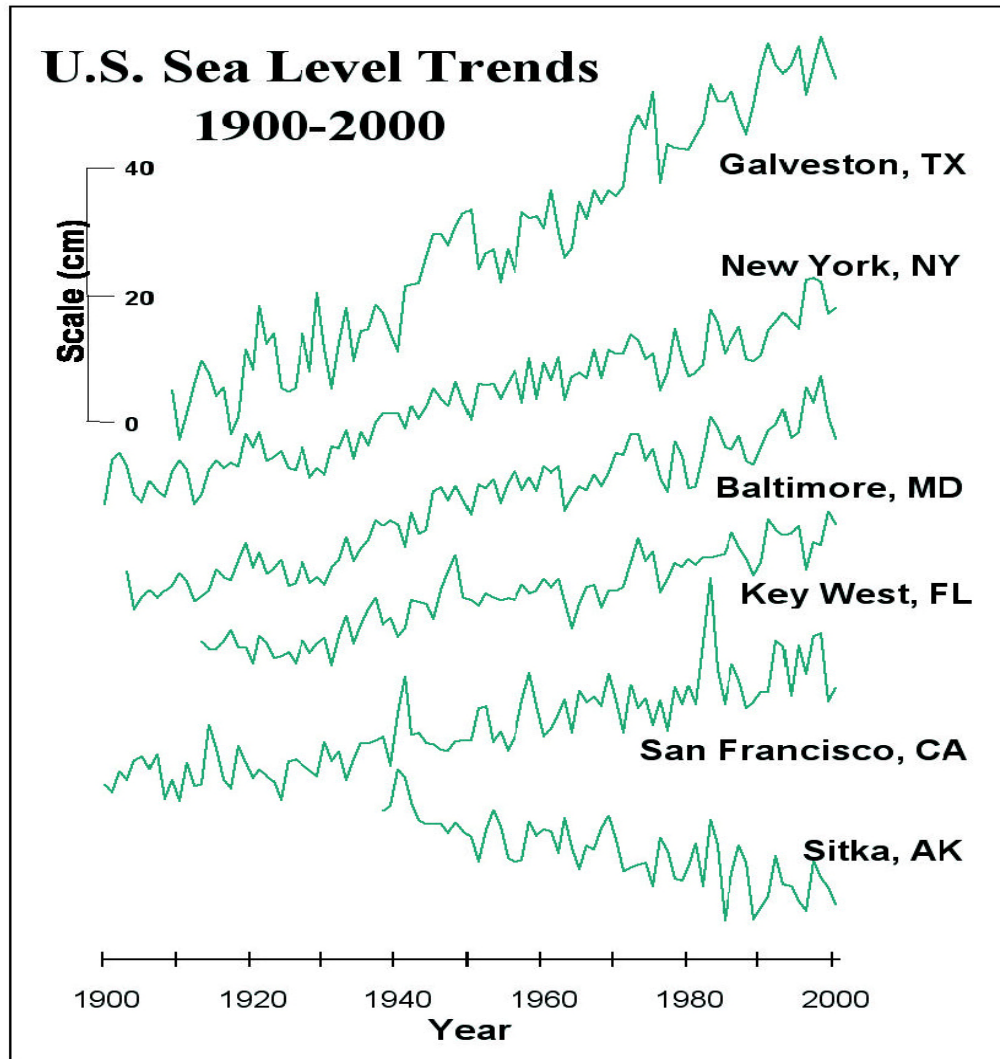 U.S. Sea Level Trends
1900-2000
40
Galveston, TX
New York, NY
20
Scale (cm)
0
Baltimore, MD
Key West, FL
San Francisco, CA
Sitka, AK
1900 1920 1940 1960 1980 2000
Year